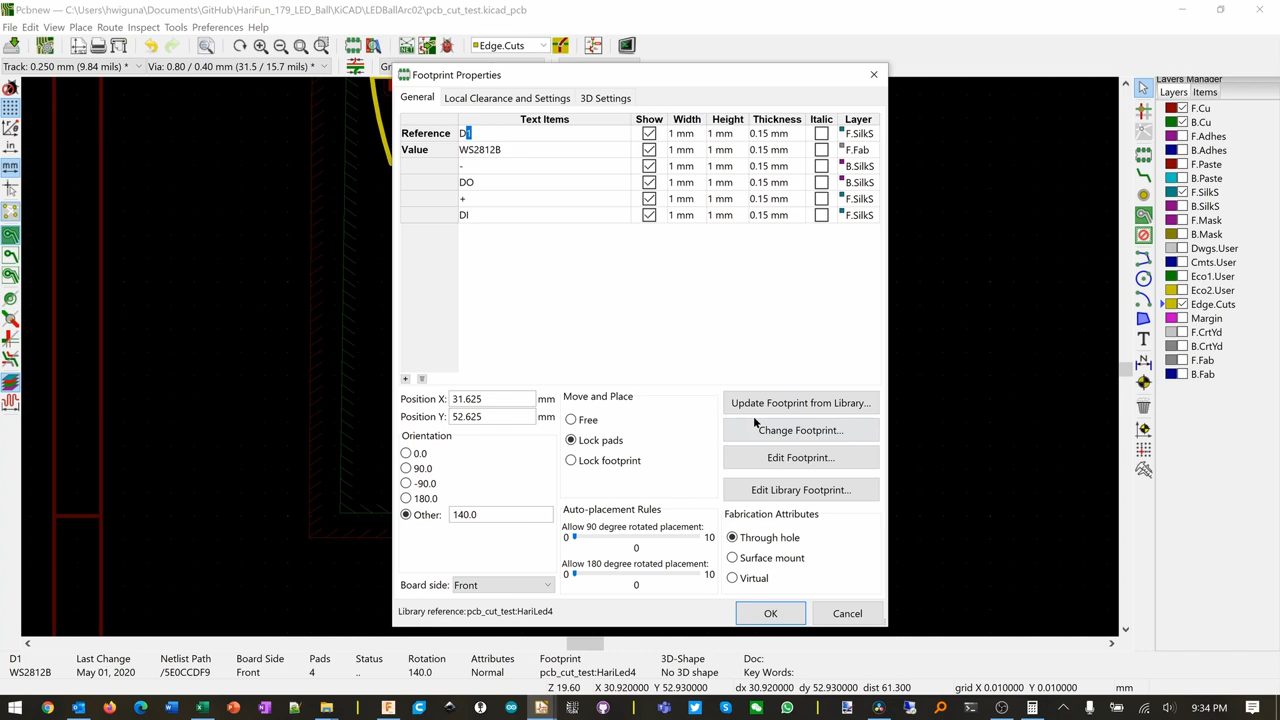 Pcbnew — C:\Users\hwiguna\Documents\GitHub\HariFun_179_LED_Ball\KiCAD\LEDBallArc02\pcb_cut_test.kicad_pcb
File Edit View Place Route Inspect Tools Preferences Help
Edge.Cuts
Track: 0.250 mm (9.84 mils) * Via: 0.80 / 0.40 mm (31.5 / 15.7 mils) *
Footprint Properties
General Local Clearance and Settings 3D Settings
Text Items Show Width Height Thickness Italic Layer
Reference D1 1 mm 1 mm 0.15 mm F.SilkS
Value WS2812B 1 mm 1 mm 0.15 mm F.Fab
- 1 mm 1 mm 0.15 mm B.SilkS
DO 1 mm 1 mm 0.15 mm B.SilkS
+ 1 mm 1 mm 0.15 mm F.SilkS
DI 1 mm 1 mm 0.15 mm F.SilkS
Position X: 31.625 mm
Position Y: 52.625 mm
Orientation
0.0
90.0
-90.0
180.0
Other: 140.0
Board side: Front
Move and Place
Free
Lock pads
Lock footprint
Auto-placement Rules
Allow 90 degree rotated placement:
0 10
0
Allow 180 degree rotated placement:
0 10
0
Update Footprint from Library...
Change Footprint...
Edit Footprint...
Edit Library Footprint...
Fabrication Attributes
Through hole
Surface mount
Virtual
Library reference: pcb_cut_test:HariLed4
OK Cancel
Layers Manager
Layers Items
F.Cu
B.Cu
F.Adhes
B.Adhes
F.Paste
B.Paste
F.SilkS
B.SilkS
F.Mask
B.Mask
Dwgs.User
Cmts.User
Eco1.User
Eco2.User
Edge.Cuts
Margin
F.CrtYd
B.CrtYd
F.Fab
B.Fab
in
mm
D1 Last Change Netlist Path Board Side Pads Status Rotation Attributes Footprint 3D-Shape Doc:
WS2812B May 01, 2020 /5E0CCDF9 Front 4 .. 140.0 Normal pcb_cut_test:HariLed4 No 3D shape Key Words:
Z 19.60 X 30.920000 Y 52.930000 dx 30.920000 dy 52.930000 dist 61.300 grid X 0.010000 Y 0.010000 mm
9:34 PM